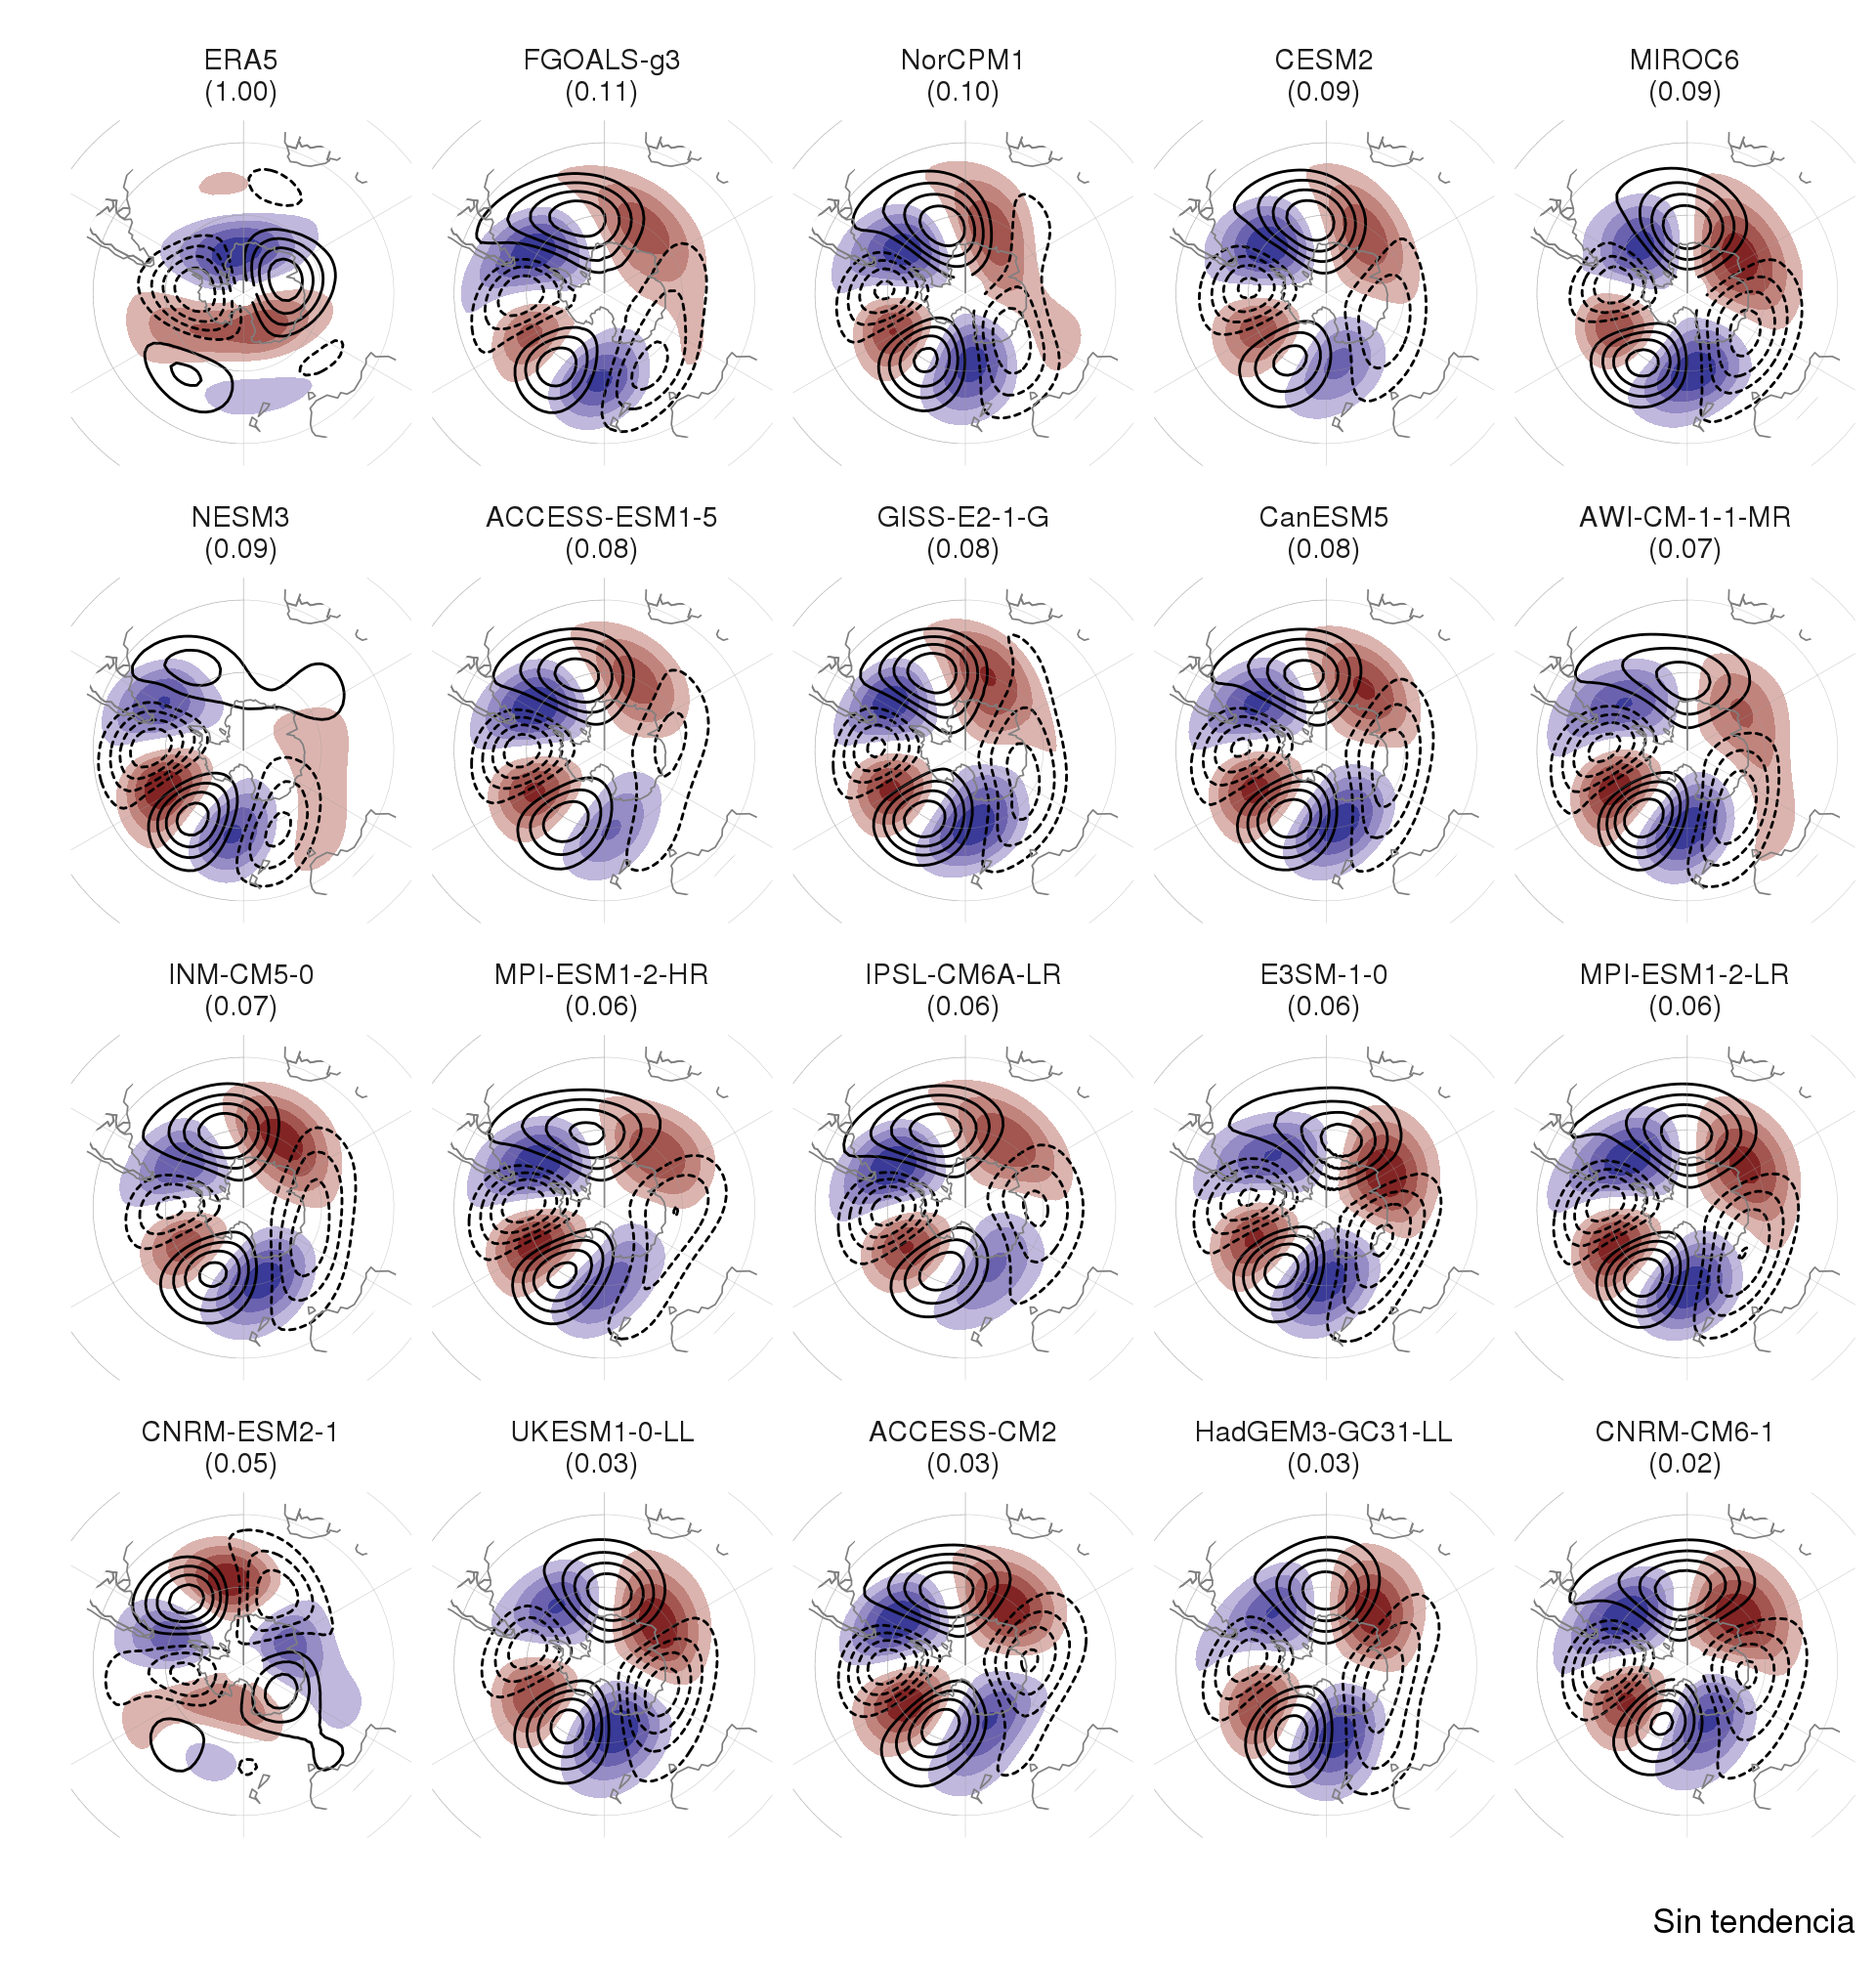 ERA5
(1.00)
FGOALS-g3
(0.11)
NorCPM1
(0.10)
CESM2
(0.09)
MIROC6
(0.09)
NESM3
(0.09)
ACCESS-ESM1-5
(0.08)
GISS-E2-1-G
(0.08)
CanESM5
(0.08)
AWI-CM-1-1-MR
(0.07)
INM-CM5-0
(0.07)
MPI-ESM1-2-HR
(0.06)
IPSL-CM6A-LR
(0.06)
E3SM-1-0
(0.06)
MPI-ESM1-2-LR
(0.06)
CNRM-ESM2-1
(0.05)
UKESM1-0-LL
(0.03)
ACCESS-CM2
(0.03)
HadGEM3-GC31-LL
(0.03)
CNRM-CM6-1
(0.02)
Sin tendencia